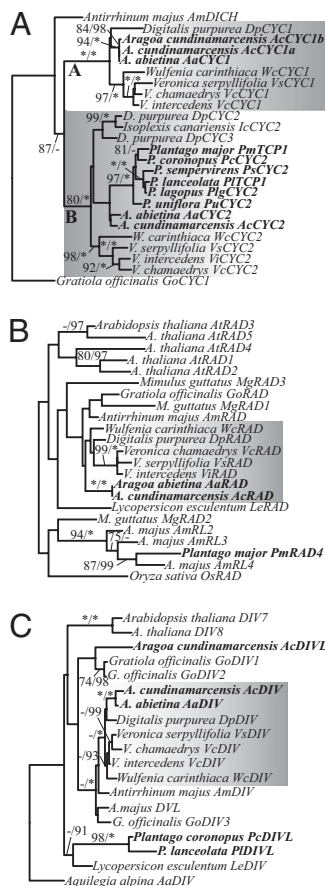 A
Antirrhinum majus AmDICH
84/98
Digitalis purpurea DpCYC1
94/*
Aragoa cundinamarcensis AcCYC1b
A. cundinamarcensis AcCYC1a
*/*
A. abietina AaCYC1
A
Wulfenia carinthiaca WcCYC1
*/*
Veronica serpyllifolia VsCYC1
V. chamaedrys VcCYC1
97/*
V. intercedens ViCYC1
99/*
D. purpurea DpCYC2
Isoplexis canariensis IcCYC2
D. purpurea DpCYC3
87/-
81/-
Plantago major PmTCP1
P. coronopus PcCYC2
*/*
P. sempervirens PsCYC2
97/*
P. lanceolata PlTCP1
P. lagopus PlgCYC2
80/*
P. uniflora PuCYC2
B
A. abietina AaCYC2
A. cundinamarcensis AcCYC2
W. carinthiaca WcCYC2
98/*
*/*
V. serpyllifolia VsCYC2
V. intercedens ViCYC2
92/*
V. chamaedrys VcCYC2
Gratiola officinalis GoCYC1
B
-/97
Arabidopsis thaliana AtRAD3
A. thaliana AtRAD5
A. thaliana AtRAD4
80/97
A. thaliana AtRAD1
A. thaliana AtRAD2
Mimulus guttatus MgRAD3
Gratiola officinalis GoRAD
M. guttatus MgRAD1
Antirrhinum majus AmRAD
Wulfenia carinthiaca WcRAD
Digitalis purpurea DpRAD
Veronica chamaedrys VcRAD
99/*
V. serpyllifolia VsRAD
V. intercedens ViRAD
*/*
Aragoa abietina AaRAD
A. cundinamarcensis AcRAD
Lycopersicon esculentum LeRAD
M. guttatus MgRAD2
94/*
75/-
A. majus AmRL2
A. majus AmRL3
Plantago major PmRAD4
87/99
A. majus AmRL4
Oryza sativa OsRAD
C
*/*
Arabidopsis thaliana DIV7
A. thaliana DIV8
Aragoa cundinamarcensis AcDIVL
Gratiola officinalis GoDIV1
74/98
G. officinalis GoDIV2
*/*
A. cundinamarcensis AcDIV
A. abietina AaDIV
-/99
Digitalis purpurea DpDIV
-/*
Veronica serpyllifolia VsDIV
V. chamaedrys VcDIV
-/93
V. intercedens VcDIV
Wulfenia carinthiaca WcDIV
-/*
Antirrhinum majus AmDIV
A.majus DVL
G. officinalis GoDIV3
-/91
98/*
Plantago coronopus PcDIVL
P. lanceolata PlDIVL
Lycopersicon esculentum LeDIV
Aquilegia alpina AaDIV